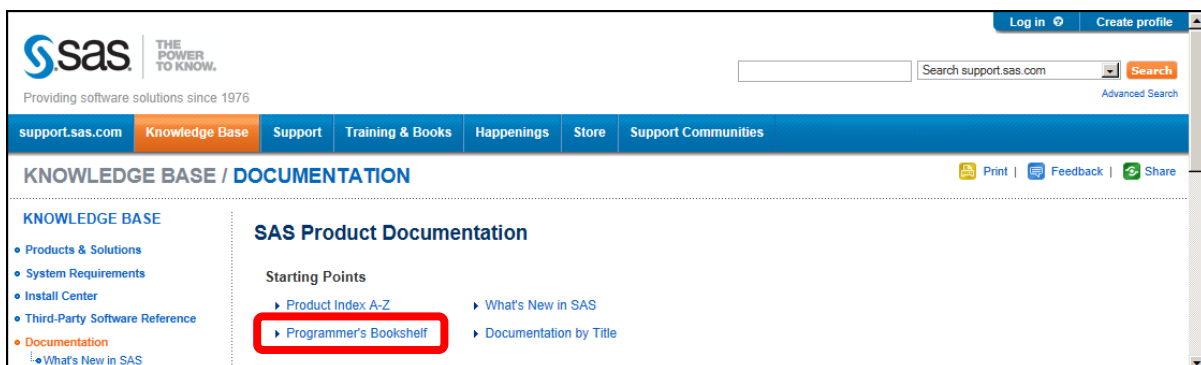 Log in Create profile
sas THE POWER TO KNOW.
Search support.sas.com Search
Providing software solutions since 1976
Advanced Search
support.sas.com Knowledge Base Support Training & Books Happenings Store Support Communities
KNOWLEDGE BASE / DOCUMENTATION
Print | Feedback | Share
KNOWLEDGE BASE
Products & Solutions
System Requirements
Install Center
Third-Party Software Reference
Documentation
What's New in SAS
SAS Product Documentation
Starting Points
Product Index A-Z What's New in SAS
Programmer's Bookshelf Documentation by Title